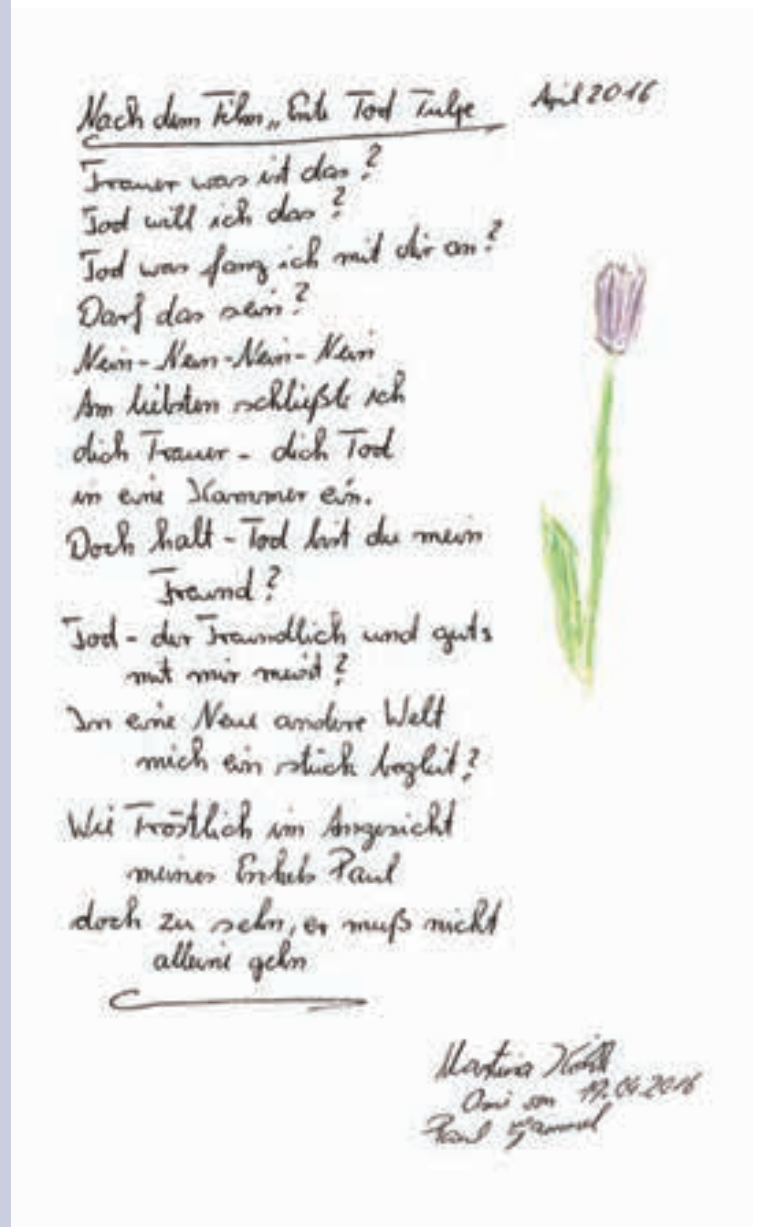 Nach dem Film „Ente Tod Tulpe April 2016
Trauer was ist das?
Tod will ich das?
Tod was fang ich mit dir an?
Darf das sein?
Nein-Nein-Nein-Nein
Am liebsten schließte ich
dich Trauer - dich Tod
in eine Kammer ein.
Doch halt - Tod bist du mein
Freund?
Tod - der Freundlich und guts
mit mir meint?
In eine Neue andere Welt
mich ein stück begleit?
Wie Tröstlich im Angesicht
meines Enkels Paul
doch zu sehn, er muß nicht
alleine gehn
Martina
Omi von 19.04.2016
Paul